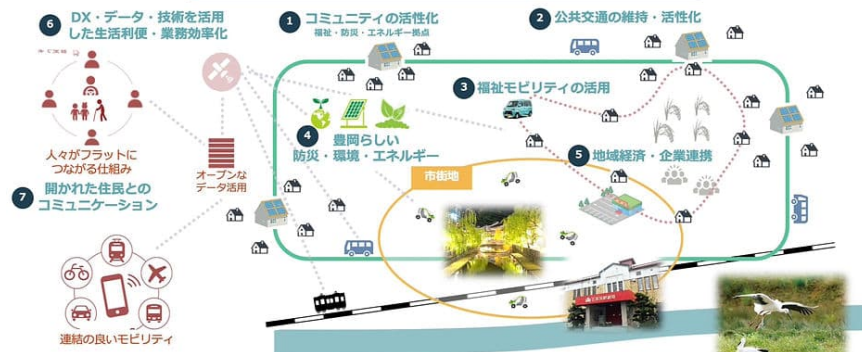 6 DX・データ・技術を活用
した生活利便・業務効率化
1 コミュニティの活性化
福祉・防災・エネルギー拠点
2 公共交通の維持・活性化
3 福祉モビリティの活用
4 豊岡らしい
防災・環境・エネルギー
5 地域経済・企業連携
市街地
人々がフラットに
つながる仕組み
オープンな
データ活用
7 開かれた住民との
コミュニケーション
連結の良いモビリティ